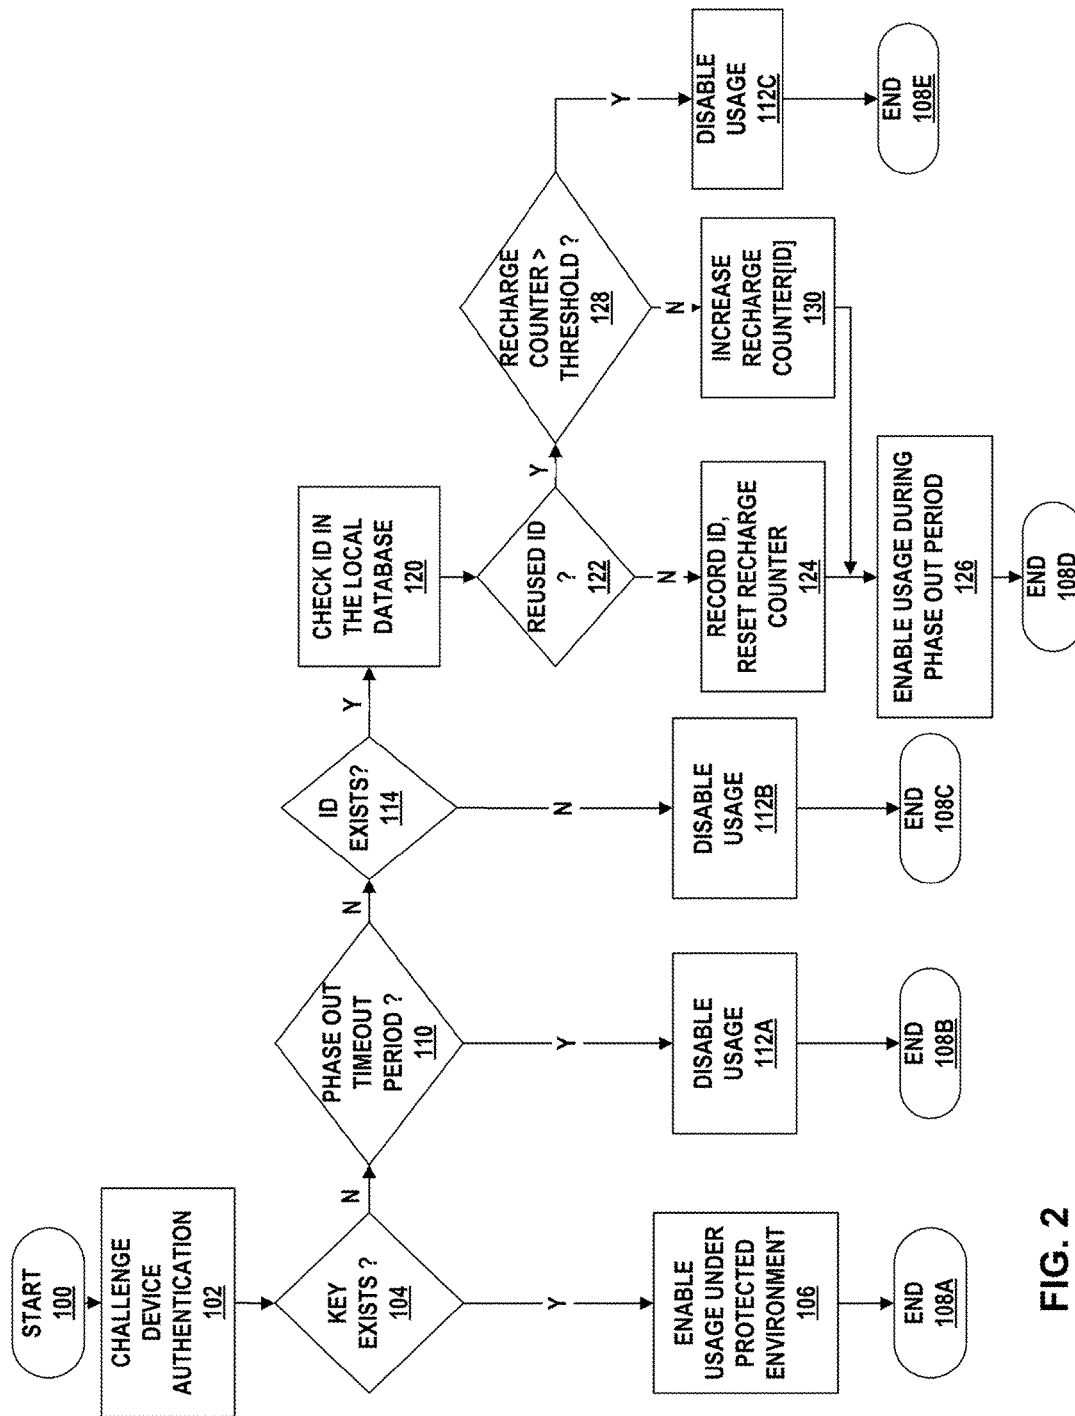 START
100
CHALLENGE
DEVICE
AUTHENTICATION
102
KEY
EXISTS ?
104
Y
N
ENABLE
USAGE UNDER
PROTECTED
ENVIRONMENT
106
END
108A
PHASE OUT
TIMEOUT
PERIOD ?
110
Y
N
DISABLE
USAGE
112A
END
108B
ID
EXISTS?
114
N
Y
DISABLE
USAGE
112B
END
108C
CHECK ID IN
THE LOCAL
DATABASE
120
REUSED ID
?
122
N
Y
RECORD ID,
RESET RECHARGE
COUNTER
124
ENABLE USAGE DURING
PHASE OUT PERIOD
126
END
108D
RECHARGE
COUNTER >
THRESHOLD ?
128
N
Y
INCREASE
RECHARGE
COUNTER[ID]
130
DISABLE
USAGE
112C
END
108E
FIG. 2